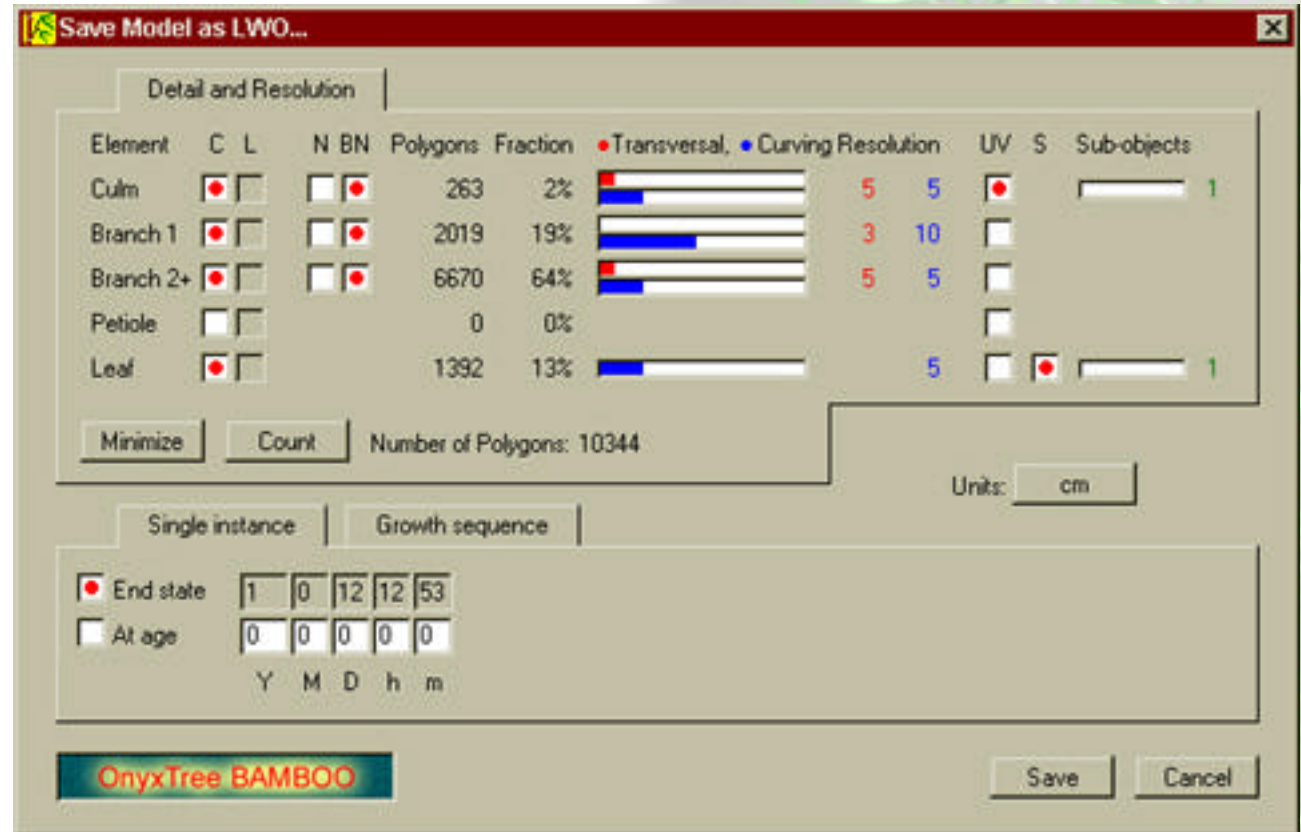 Save Model as LWO...
Detail and Resolution
Element C L N BN Polygons Fraction Transversal, Curving Resolution UV S Sub-objects
Culm 263 2% 5 5 1
Branch 1 2019 19% 3 10
Branch 2+ 6670 64% 5 5
Petiole 0 0%
Leaf 1392 13% 5 1
Minimize Count Number of Polygons: 10344
Units: cm
Single instance Growth sequence
End state 1 0 12 12 53
At age 0 0 0 0 0
Y M D h m
OnyxTree BAMBOO Save Cancel